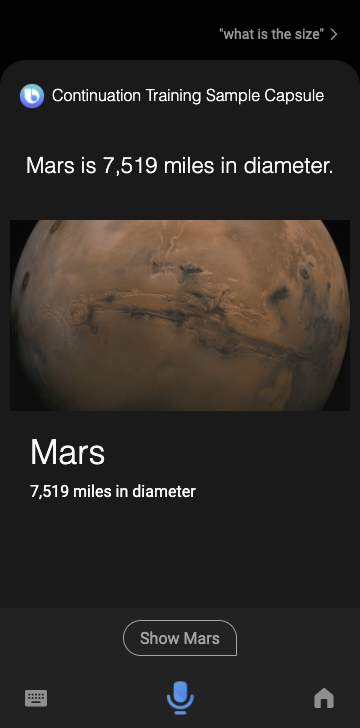 "what is the size"
Continuation Training Sample Capsule
Mars is 7,519 miles in diameter.
Mars
7,519 miles in diameter
Show Mars